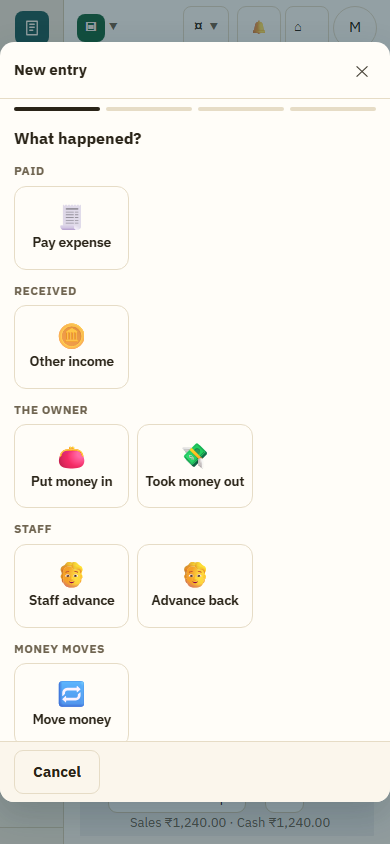 M
New entry
What happened?
PAID
Pay expense
RECEIVED
Other income
THE OWNER
Put money in
Took money out
STAFF
Staff advance
Advance back
MONEY MOVES
Move money
Cancel
Sales ₹1,240.00 · Cash ₹1,240.00